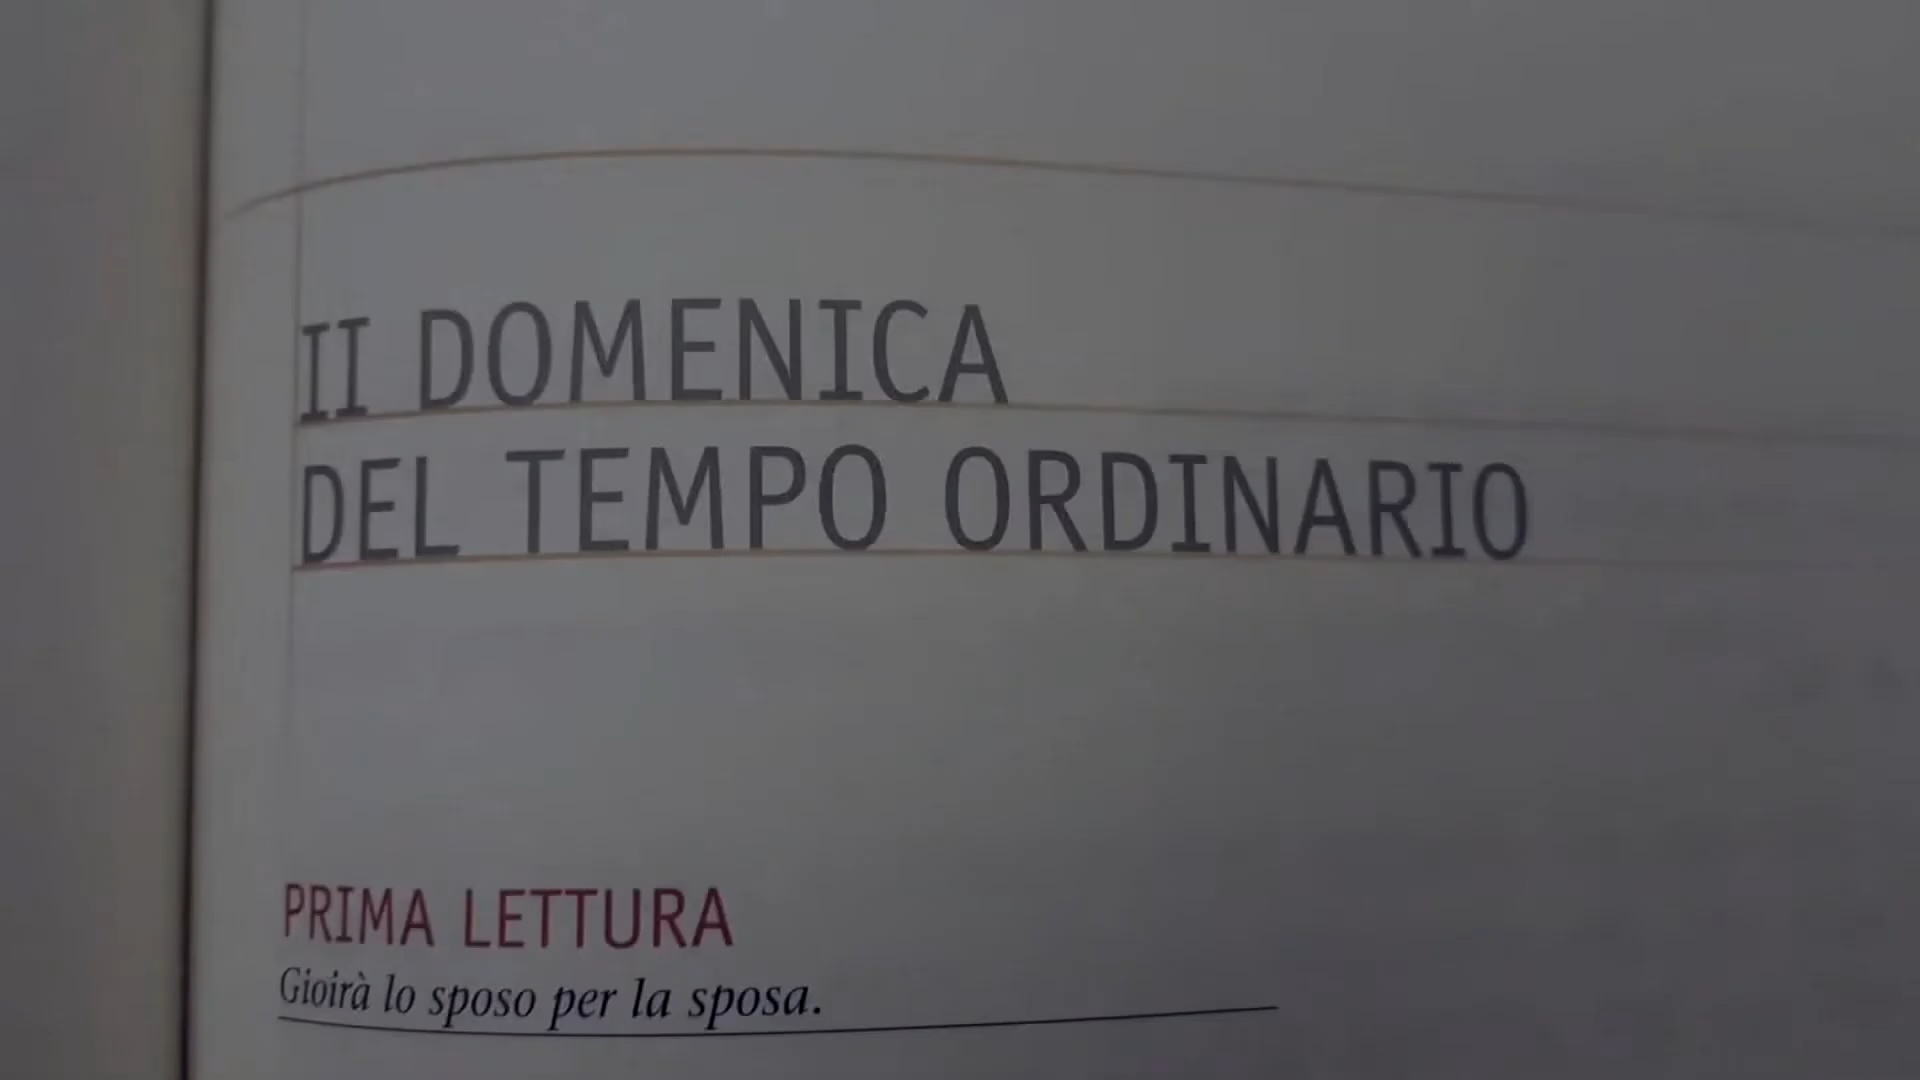 II DOMENICA
DEL TEMPO ORDINARIO
PRIMA LETTURA
Gioirà lo sposo per la sposa.